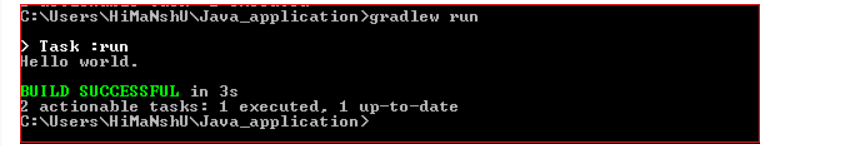 C:\Users\HiMaNshU\Java_application>gradlew run
> Task :run
Hello world.
BUILD SUCCESSFUL in 3s
2 actionable tasks: 1 executed, 1 up-to-date
C:\Users\HiMaNshU\Java_application>